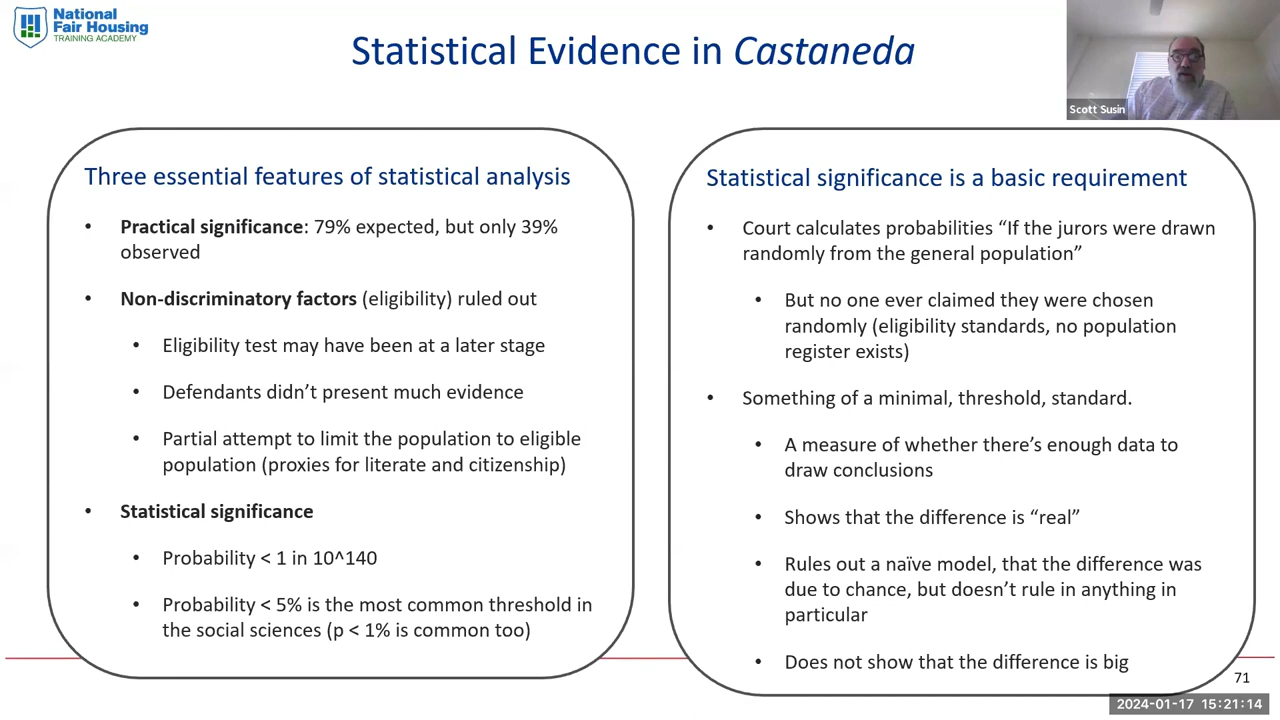 National
Fair Housing
TRAINING ACADEMY
Statistical Evidence in Castaneda
Scott Susin
Three essential features of statistical analysis
• Practical significance: 79% expected, but only 39%
observed
• Non-discriminatory factors (eligibility) ruled out
• Eligibility test may have been at a later stage
• Defendants didn’t present much evidence
• Partial attempt to limit the population to eligible
population (proxies for literate and citizenship)
• Statistical significance
• Probability < 1 in 10^140
• Probability < 5% is the most common threshold in
the social sciences (p < 1% is common too)
Statistical significance is a basic requirement
• Court calculates probabilities “If the jurors were drawn
randomly from the general population”
• But no one ever claimed they were chosen
randomly (eligibility standards, no population
register exists)
• Something of a minimal, threshold, standard.
• A measure of whether there’s enough data to
draw conclusions
• Shows that the difference is “real”
• Rules out a naïve model, that the difference was
due to chance, but doesn’t rule in anything in
particular
• Does not show that the difference is big
71
2024-01-17 15:21:14